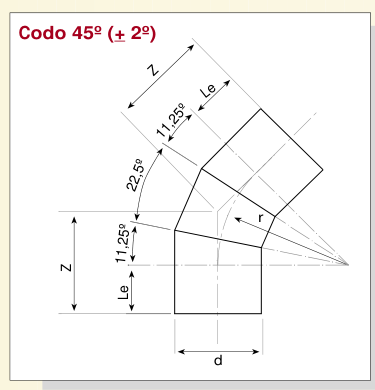 Codo 45º (± 2º)
Z
Le
11,25º
22,5º
11,25º
r
Z
Le
d